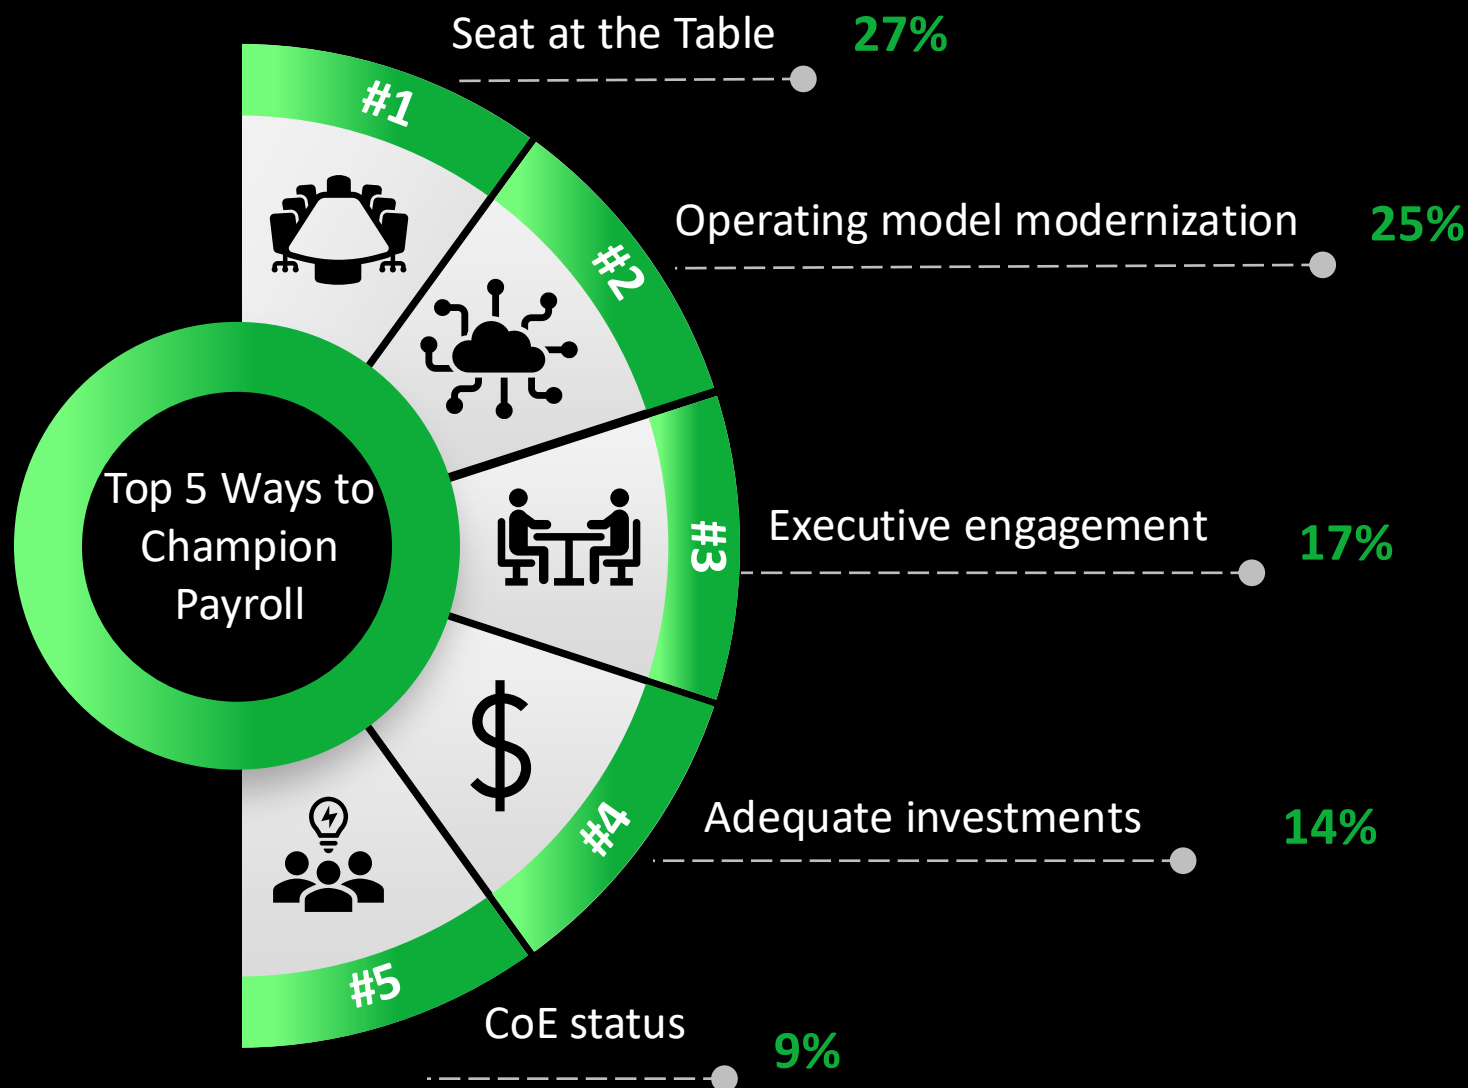 Seat at the Table 27%
#1
Operating model modernization 25%
#2
Top 5 Ways to
Champion
Payroll
Executive engagement 17%
#3
Adequate investments 14%
#4
CoE status 9%
#5
$